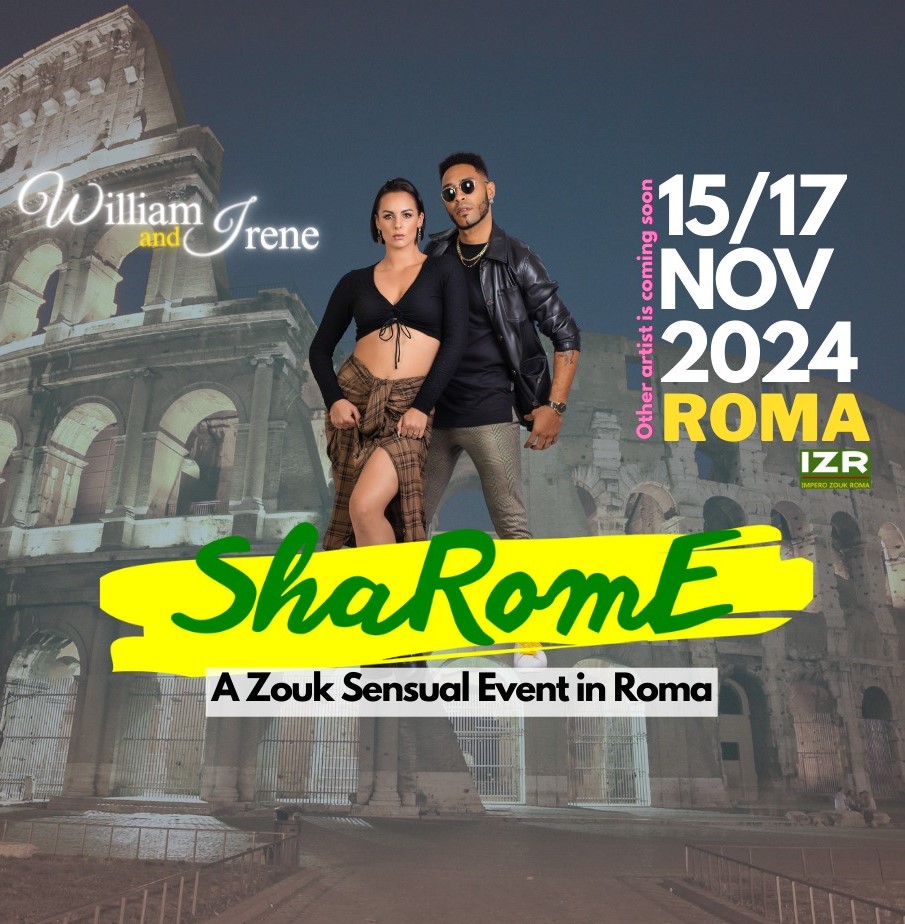 William
and Irene
Other artist is coming soon
15/17
NOV
2024
ROMA
IZR
IMPERO ZOUK ROMA
ShaRomE
A Zouk Sensual Event in Roma